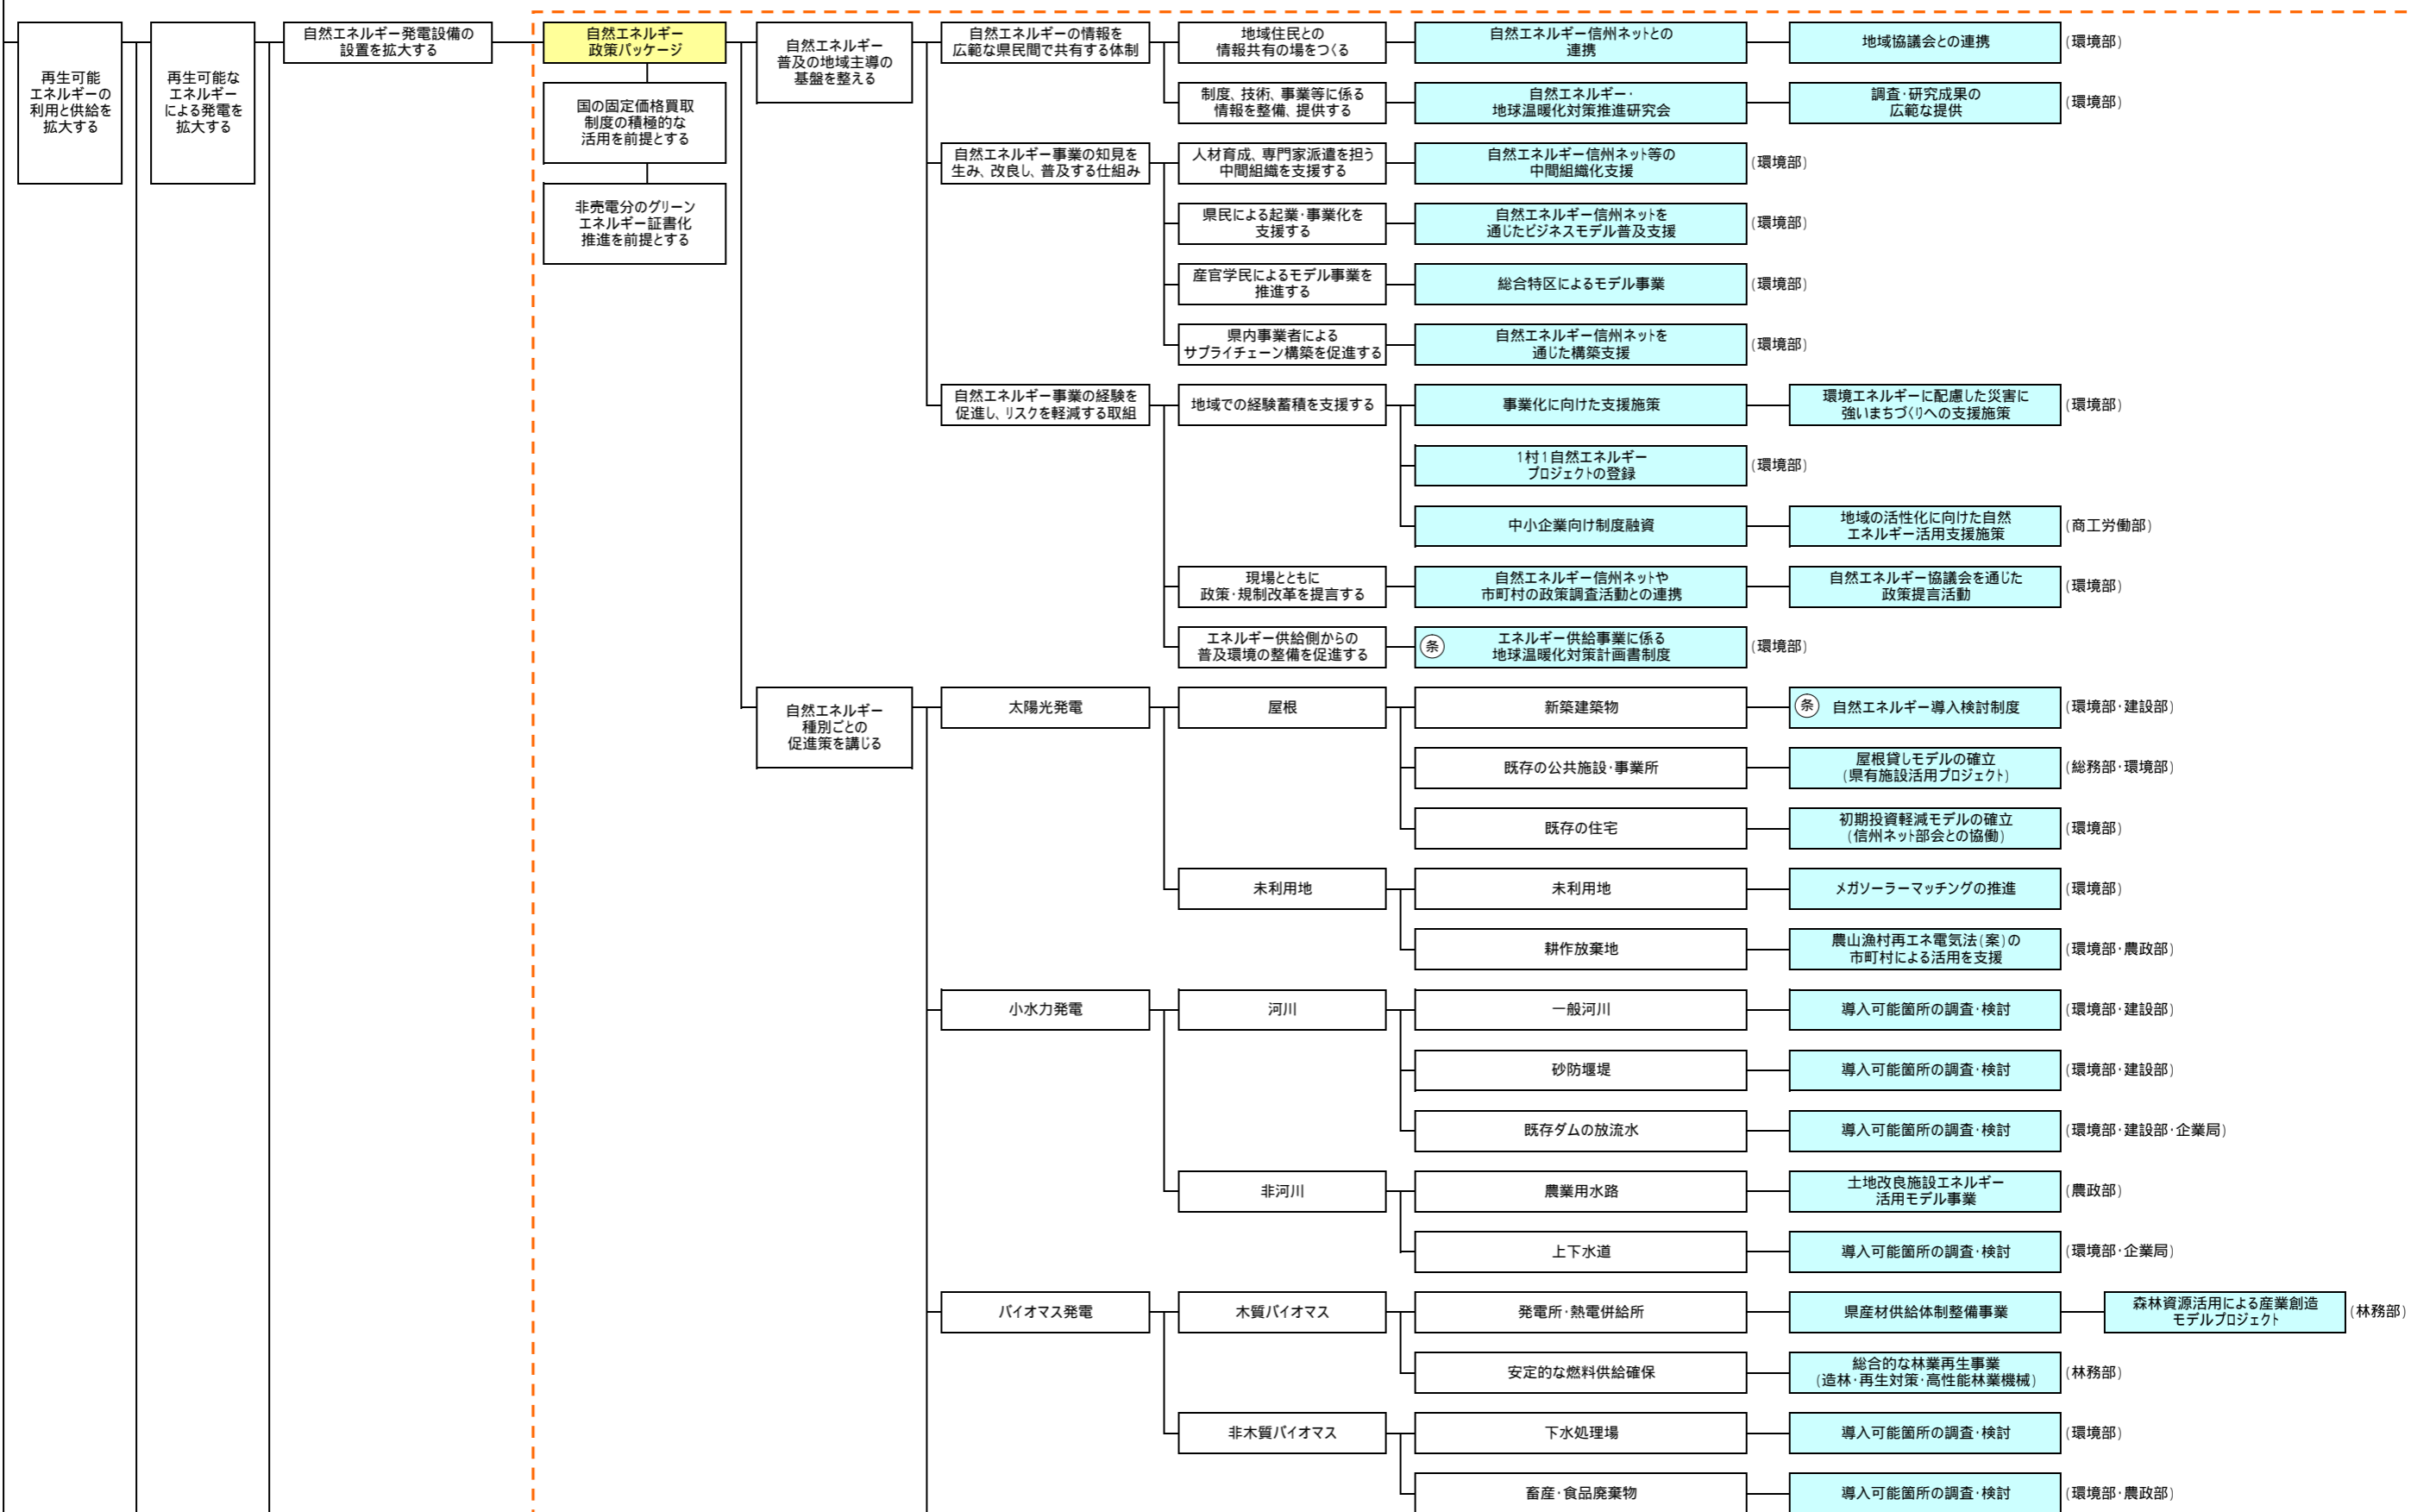 再生可能
エネルギーの
利用と供給を
拡大する
再生可能な
エネルギー
による発電を
拡大する
自然エネルギー発電設備の
設置を拡大する
自然エネルギー
政策パッケージ
国の固定価格買取
制度の積極的な
活用を前提とする
非売電分のグリーン
エネルギー証書化
推進を前提とする
自然エネルギー
普及の地域主導の
基盤を整える
自然エネルギーの情報を
広範な県民間で共有する体制
地域住民との
情報共有の場をつくる
自然エネルギー信州ネットとの
連携
地域協議会との連携
(環境部)
制度、技術、事業等に係る
情報を整備、提供する
自然エネルギー・
地球温暖化対策推進研究会
調査・研究成果の
広範な提供
(環境部)
自然エネルギー事業の知見を
生み、改良し、普及する仕組み
人材育成、専門家派遣を担う
中間組織を支援する
自然エネルギー信州ネット等の
中間組織化支援
(環境部)
県民による起業・事業化を
支援する
自然エネルギー信州ネットを
通じたビジネスモデル普及支援
(環境部)
産官学民によるモデル事業を
推進する
総合特区によるモデル事業
(環境部)
県内事業者による
サプライチェーン構築を促進する
自然エネルギー信州ネットを
通じた構築支援
(環境部)
自然エネルギー事業の経験を
促進し、リスクを軽減する取組
地域での経験蓄積を支援する
事業化に向けた支援施策
環境エネルギーに配慮した災害に
強いまちづくりへの支援施策
(環境部)
1村1自然エネルギー
プロジェクトの登録
(環境部)
中小企業向け制度融資
地域の活性化に向けた自然
エネルギー活用支援施策
(商工労働部)
現場とともに
政策・規制改革を提言する
自然エネルギー信州ネットや
市町村の政策調査活動との連携
自然エネルギー協議会を通じた
政策提言活動
(環境部)
エネルギー供給側からの
普及環境の整備を促進する
条
エネルギー供給事業に係る
地球温暖化対策計画書制度
(環境部)
自然エネルギー
種別ごとの
促進策を講じる
太陽光発電
屋根
新築建築物
条 自然エネルギー導入検討制度
(環境部・建設部)
既存の公共施設・事業所
屋根貸しモデルの確立
(県有施設活用プロジェクト)
(総務部・環境部)
既存の住宅
初期投資軽減モデルの確立
(信州ネット部会との協働)
(環境部)
未利用地
未利用地
メガソーラーマッチングの推進
(環境部)
耕作放棄地
農山漁村再エネ電気法(案)の
市町村による活用を支援
(環境部・農政部)
小水力発電
河川
一般河川
導入可能箇所の調査・検討
(環境部・建設部)
砂防堰堤
導入可能箇所の調査・検討
(環境部・建設部)
既存ダムの放流水
導入可能箇所の調査・検討
(環境部・建設部・企業局)
非河川
農業用水路
土地改良施設エネルギー
活用モデル事業
(農政部)
上下水道
導入可能箇所の調査・検討
(環境部・企業局)
バイオマス発電
木質バイオマス
発電所・熱電併給所
県産材供給体制整備事業
森林資源活用による産業創造
モデルプロジェクト
(林務部)
安定的な燃料供給確保
総合的な林業再生事業
(造林・再生対策・高性能林業機械)
(林務部)
非木質バイオマス
下水処理場
導入可能箇所の調査・検討
(環境部)
畜産・食品廃棄物
導入可能箇所の調査・検討
(環境部・農政部)